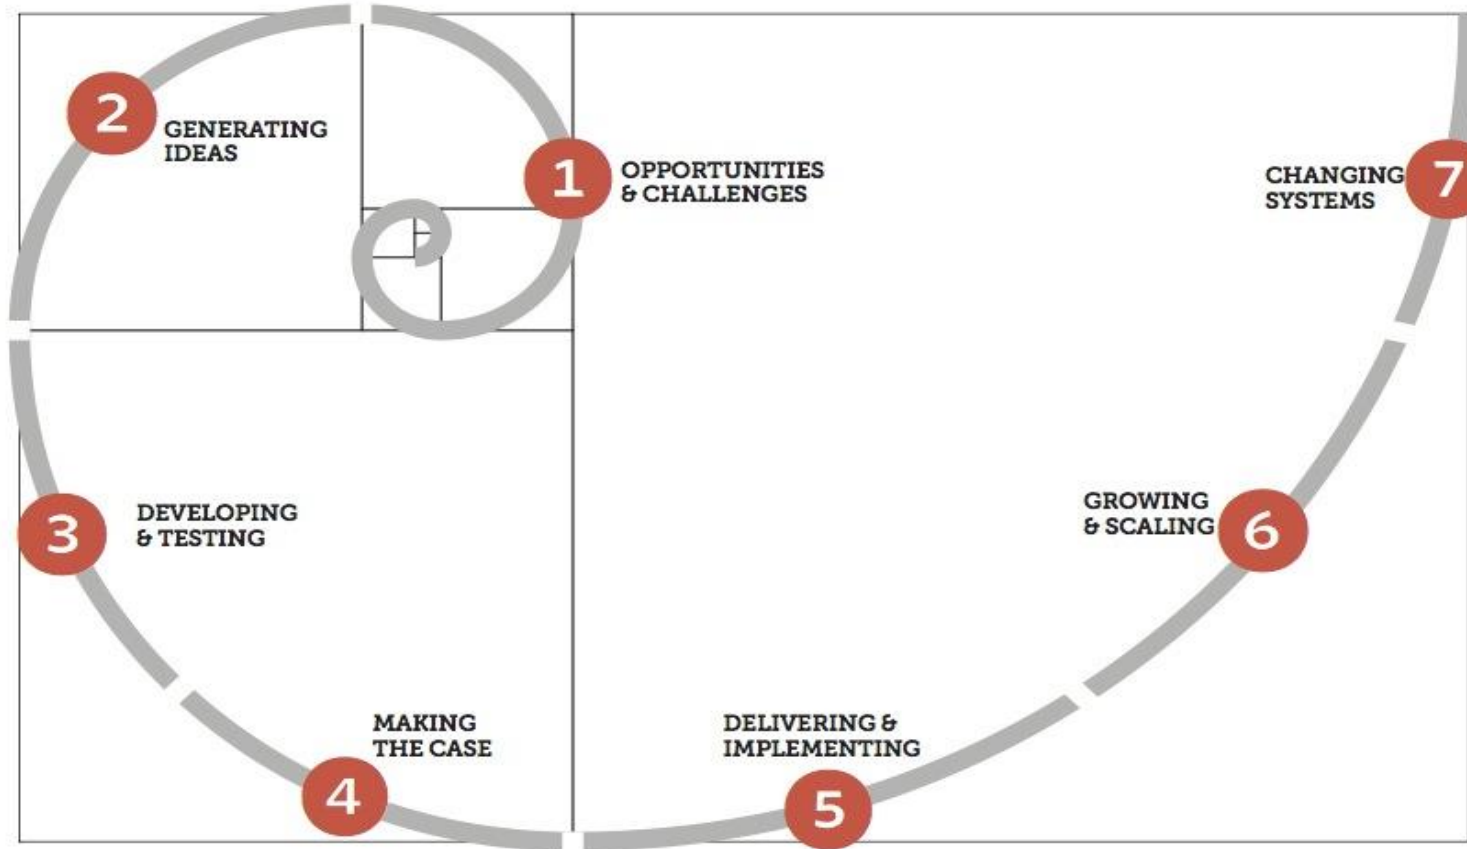 1
OPPORTUNITIES
& CHALLENGES
2
GENERATING
IDEAS
3
DEVELOPING
& TESTING
4
MAKING
THE CASE
5
DELIVERING &
IMPLEMENTING
6
GROWING
& SCALING
7
CHANGING
SYSTEMS